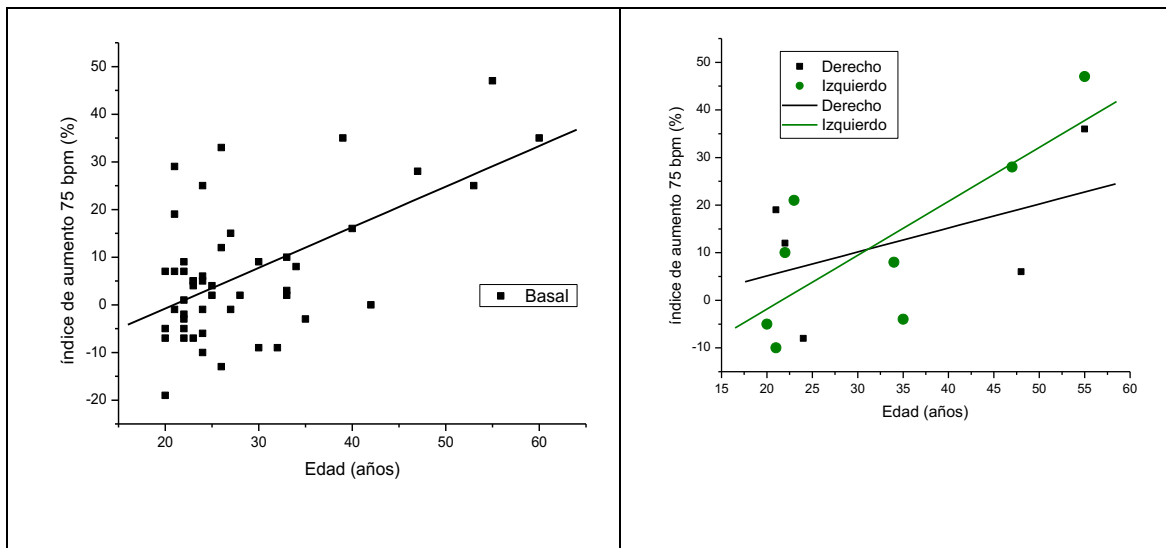 50
40
30
20
10
0
-10
-20
índice de aumento 75 bpm (%)
Basal
20 30 40 50 60
Edad (años)
50
40
30
20
10
0
-10
índice de aumento 75 bpm (%)
Derecho
Izquierdo
Derecho
Izquierdo
15 20 25 30 35 40 45 50 55 60
Edad (años)